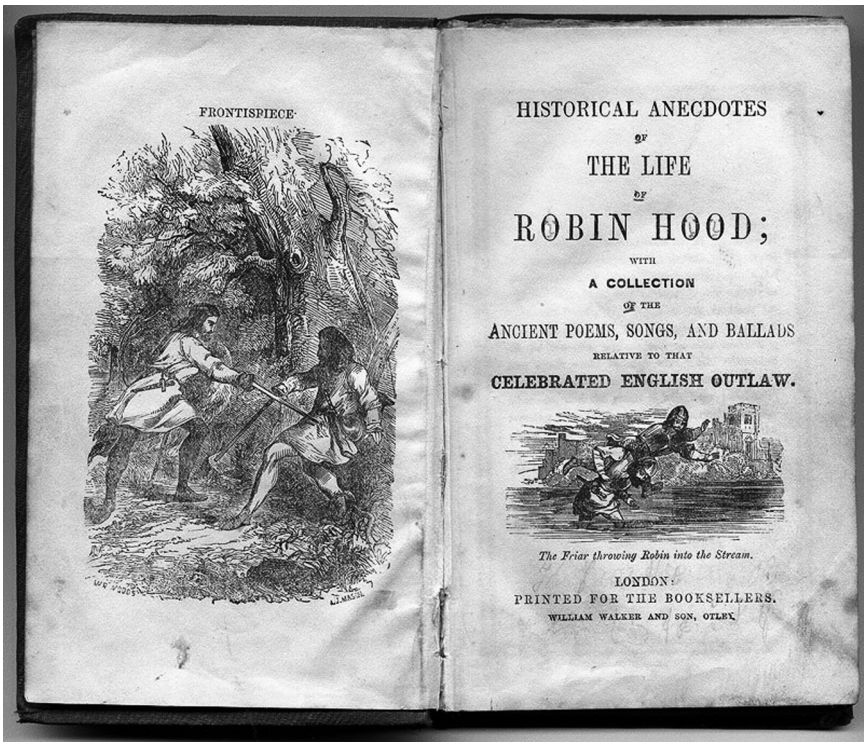 FRONTISPIECE·
HISTORICAL ANECDOTES
OF
THE LIFE
OF
ROBIN HOOD;
WITH
A COLLECTION
OF THE
ANCIENT POEMS, SONGS, AND BALLADS
RELATIVE TO THAT
CELEBRATED ENGLISH OUTLAW.
The Friar throwing Robin into the Stream.
LONDON:
PRINTED FOR THE BOOKSELLERS.
WILLIAM WALKER AND SON, OTLEY.